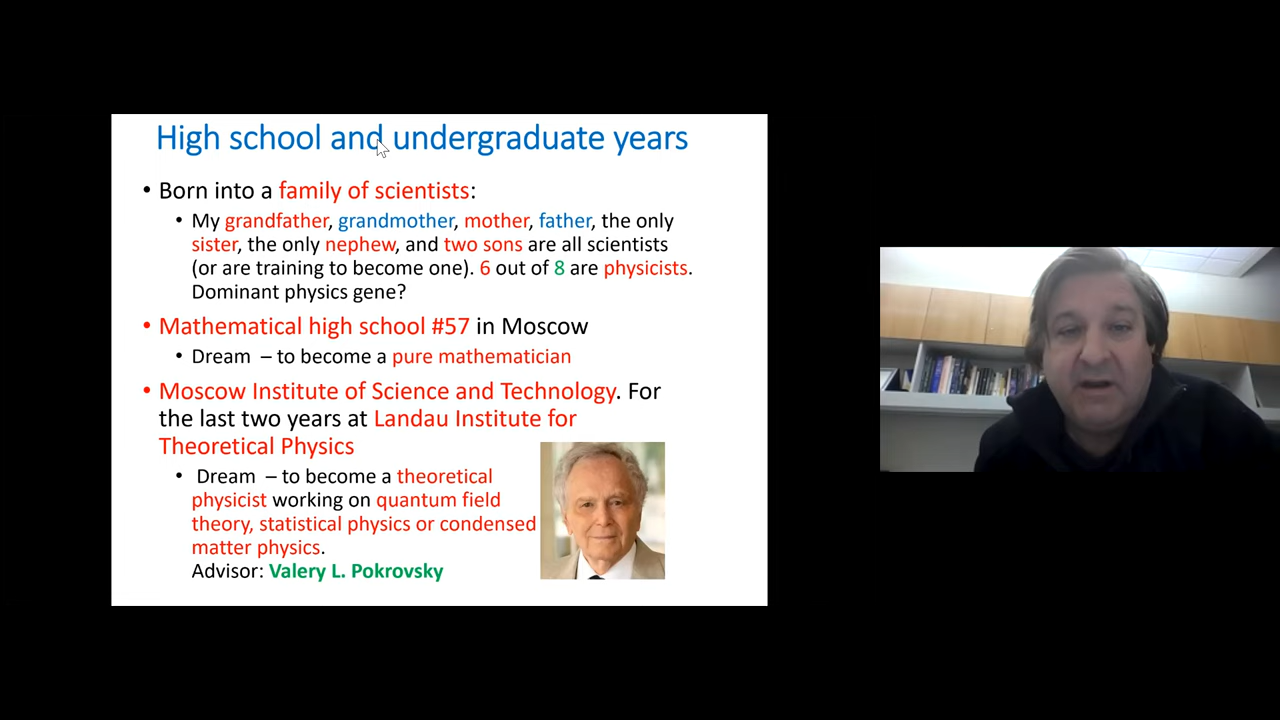 High school and undergraduate years
• Born into a family of scientists:
• My grandfather, grandmother, mother, father, the only
sister, the only nephew, and two sons are all scientists
(or are training to become one). 6 out of 8 are physicists.
Dominant physics gene?
• Mathematical high school #57 in Moscow
• Dream – to become a pure mathematician
• Moscow Institute of Science and Technology. For
the last two years at Landau Institute for
Theoretical Physics
• Dream – to become a theoretical
physicist working on quantum field
theory, statistical physics or condensed
matter physics.
Advisor: Valery L. Pokrovsky